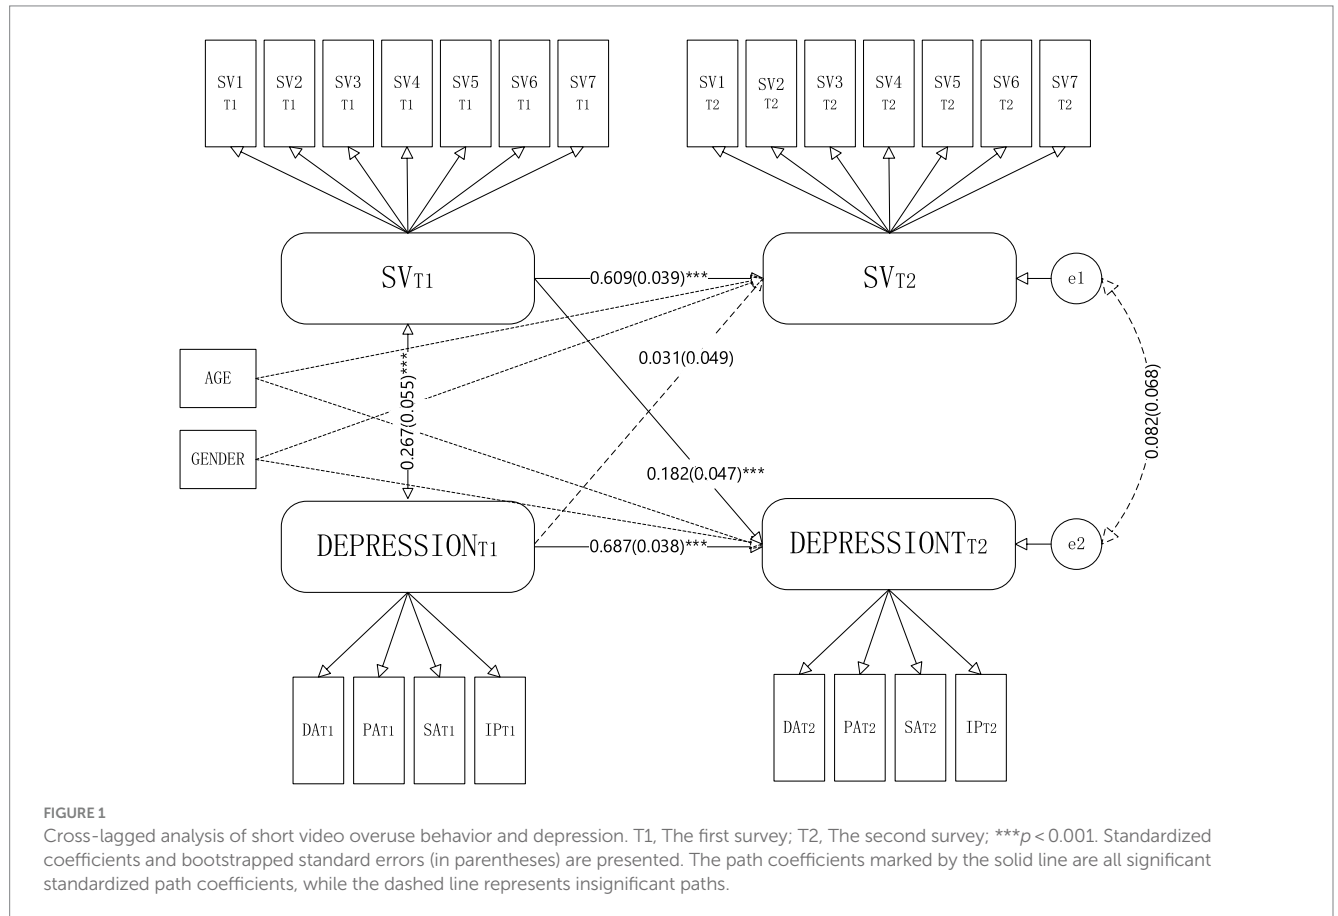 SV1 SV2 SV3 SV4 SV5 SV6 SV7
T1 T1 T1 T1 T1 T1 T1
SV1 SV2 SV3 SV4 SV5 SV6 SV7
T2 T2 T2 T2 T2 T2 T2
SVT1
0.609(0.039)***
SVT2
e1
0.031(0.049)
AGE
0.267(0.055)***
0.082(0.068)
GENDER
0.182(0.047)***
DEPRESSIONT1
0.687(0.038)***
DEPRESSIONTT2
e2
DAT1 PAT1 SAT1 IPT1
DAT2 PAT2 SAT2 IPT2
FIGURE 1
Cross-lagged analysis of short video overuse behavior and depression. T1, The first survey; T2, The second survey; ***p < 0.001. Standardized
coefficients and bootstrapped standard errors (in parentheses) are presented. The path coefficients marked by the solid line are all significant
standardized path coefficients, while the dashed line represents insignificant paths.